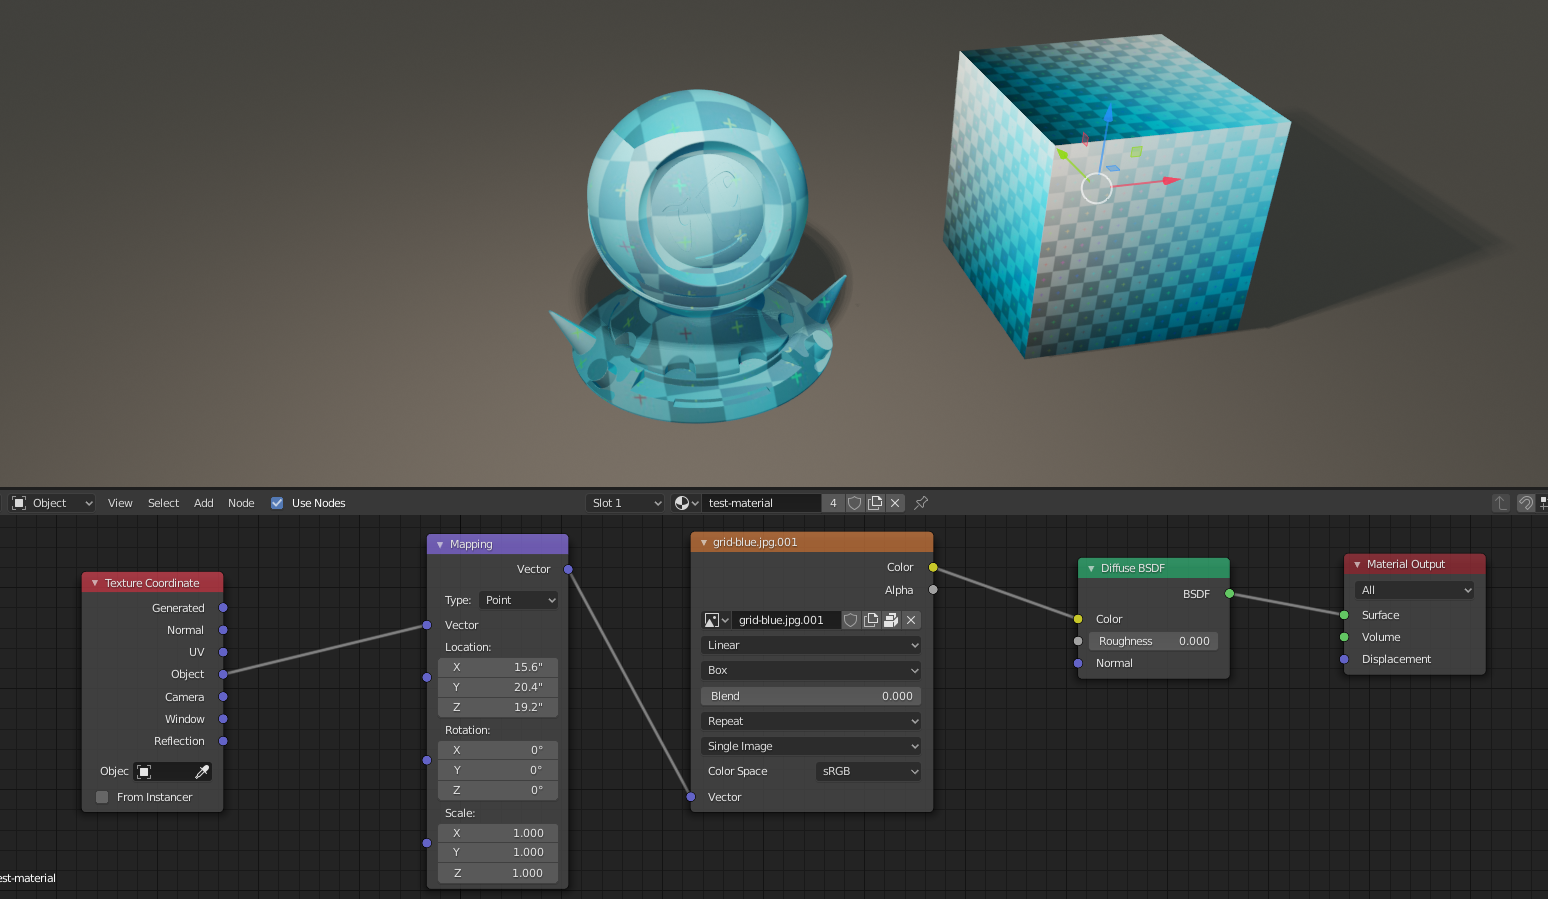 Object View Select Add Node Use Nodes Slot 1 test-material 4
Texture Coordinate
Generated
Normal
UV
Object
Camera
Window
Reflection
Objec
From Instancer
Mapping
Vector
Type: Point
Vector
Location:
X 15.6"
Y 20.4"
Z 19.2"
Rotation:
X 0°
Y 0°
Z 0°
Scale:
X 1.000
Y 1.000
Z 1.000
grid-blue.jpg.001
Color
Alpha
grid-blue.jpg.001
Linear
Box
Blend 0.000
Repeat
Single Image
Color Space sRGB
Vector
Diffuse BSDF
BSDF
Color
Roughness 0.000
Normal
Material Output
All
Surface
Volume
Displacement
est-material